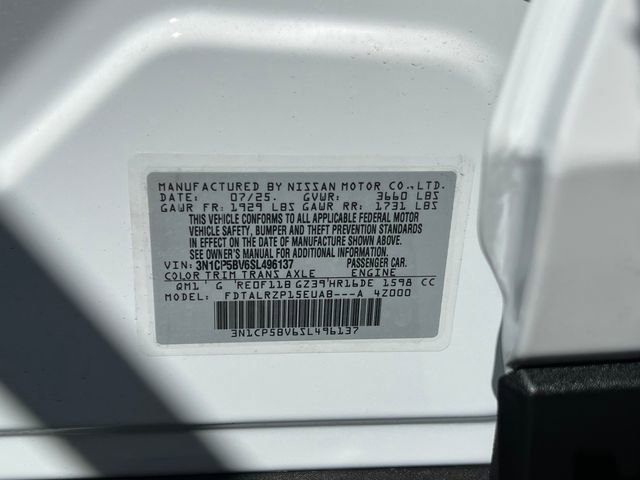 MANUFACTURED BY NISSAN MOTOR CO.,LTD.
DATE: 07/25. GVWR: 3660 LBS
GAWR FR: 1929 LBS GAWR RR: 1731 LBS
THIS VEHICLE CONFORMS TO ALL APPLICABLE FEDERAL MOTOR
VEHICLE SAFETY, BUMPER AND THEFT PREVENTION STANDARDS
IN EFFECT ON THE DATE OF MANUFACTURE SHOWN ABOVE.
SEE OWNER'S MANUAL FOR ADDITIONAL INFORMATION
VIN: 3N1CP5BV6SL496137 PASSENGER CAR.
COLOR TRIM TRANS AXLE ENGINE
QM1 G RE0F11B GZ39 HR16DE 1598 CC
MODEL: FDTALRZP15EUAB---A 42000
3N1CP5BV6SL496137